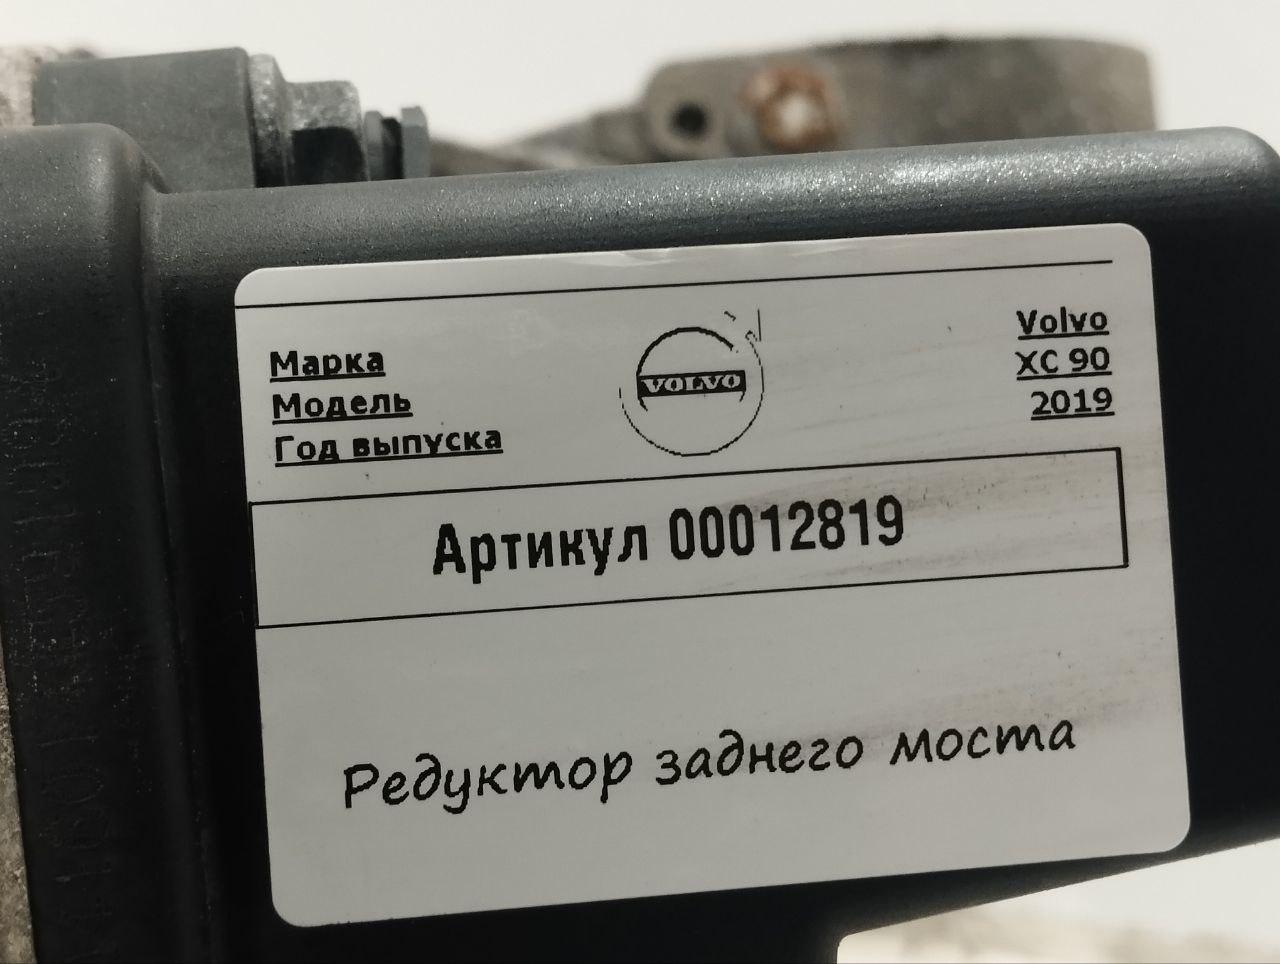 Марка
Модель
Год выпуска
VOLVO
Volvo
XC 90
2019
Артикул 00012819
Редуктор заднего моста